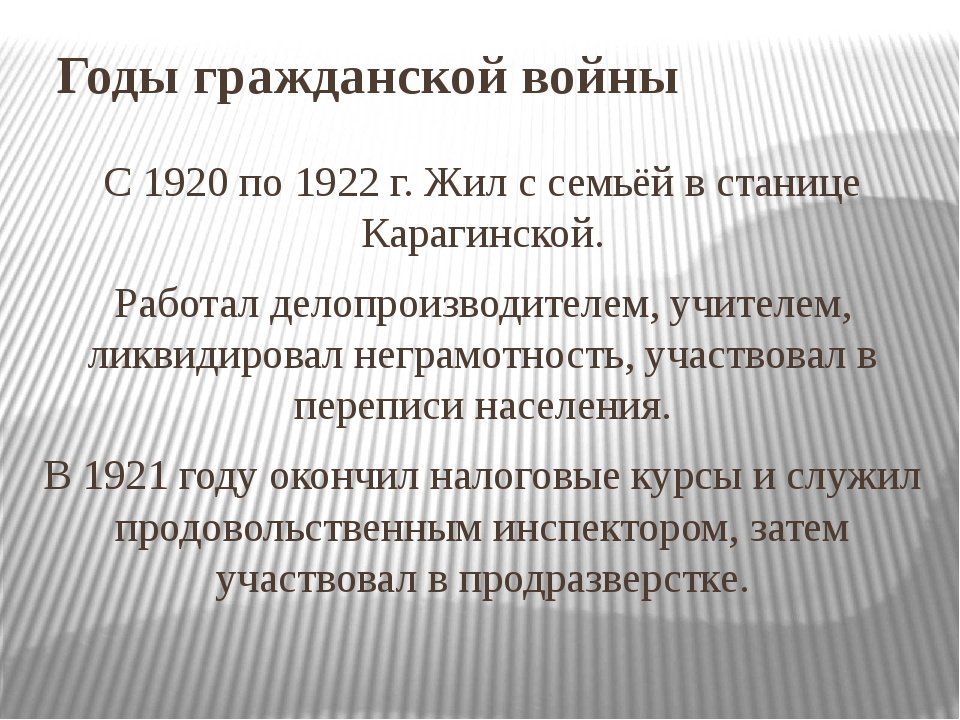 Годы гражданской войны
С 1920 по 1922 г. Жил с семьёй в станице
Карагинской.
Работал делопроизводителем, учителем,
ликвидировал неграмотность, участвовал в
переписи населения.
В 1921 году окончил налоговые курсы и служил
продовольственным инспектором, затем
участвовал в продразверстке.